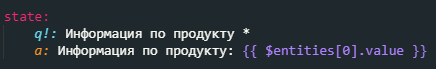 state:
q!: Информация по продукту *
a: Информация по продукту: {{ $entities[0].value }}